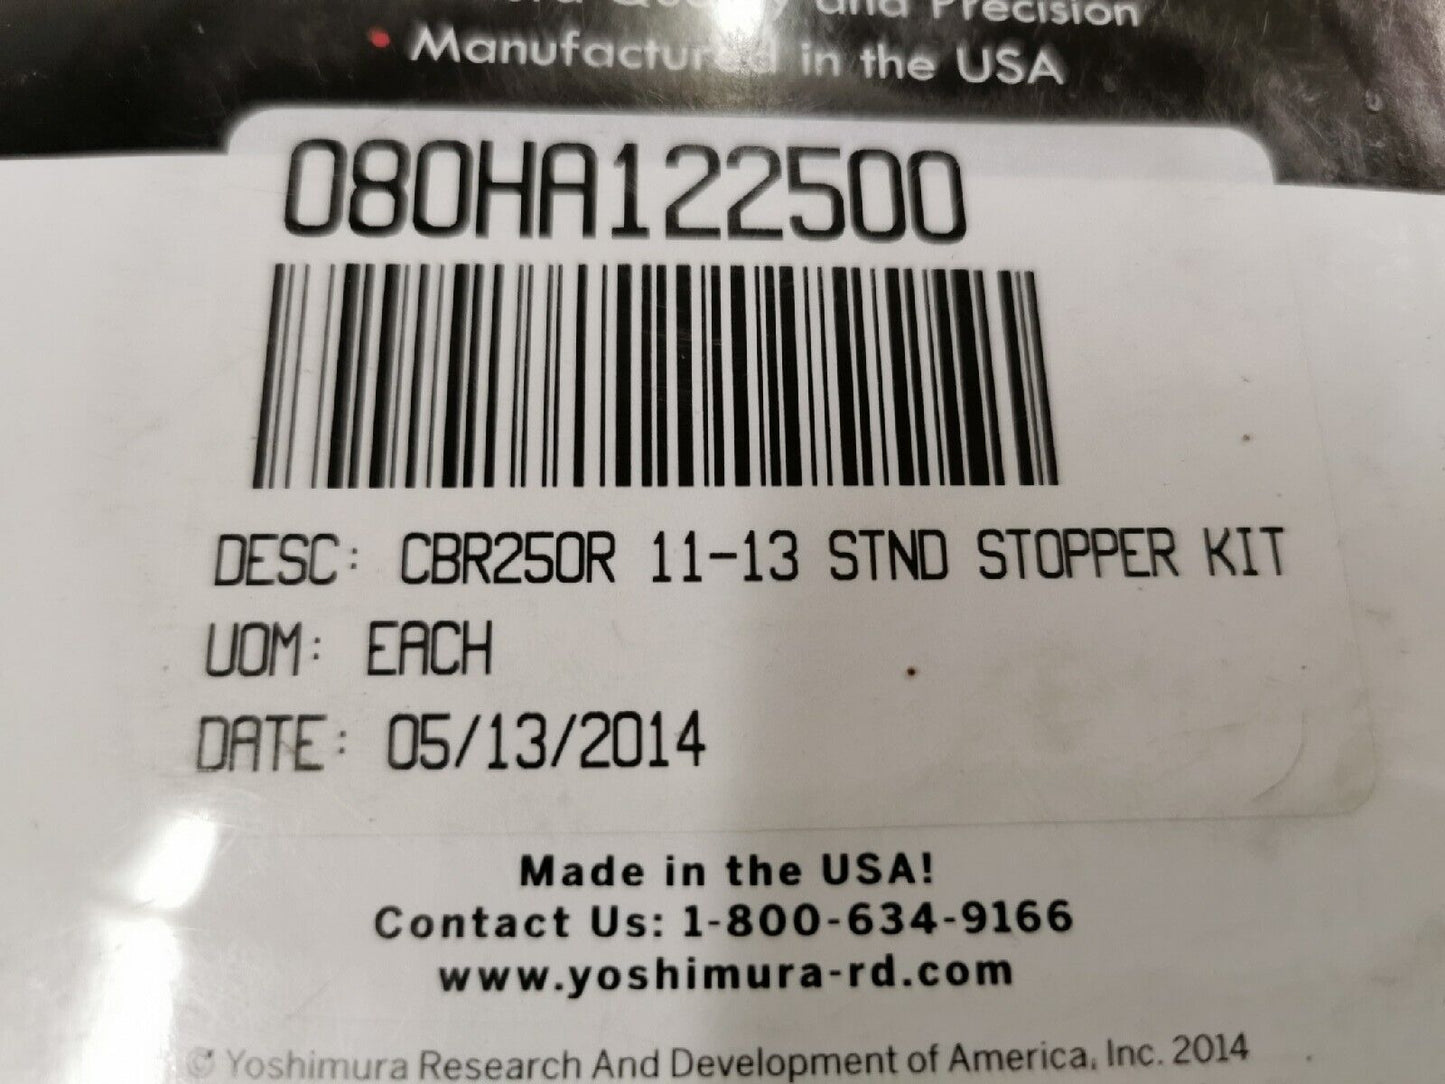 and Precision
• Manufactured in the USA
080HA122500
DESC: CBR250R 11-13 STND STOPPER KIT
UOM: EACH
DATE: 05/13/2014
Made in the USA!
Contact Us: 1-800-634-9166
www.yoshimura-rd.com
© Yoshimura Research And Development of America, Inc. 2014